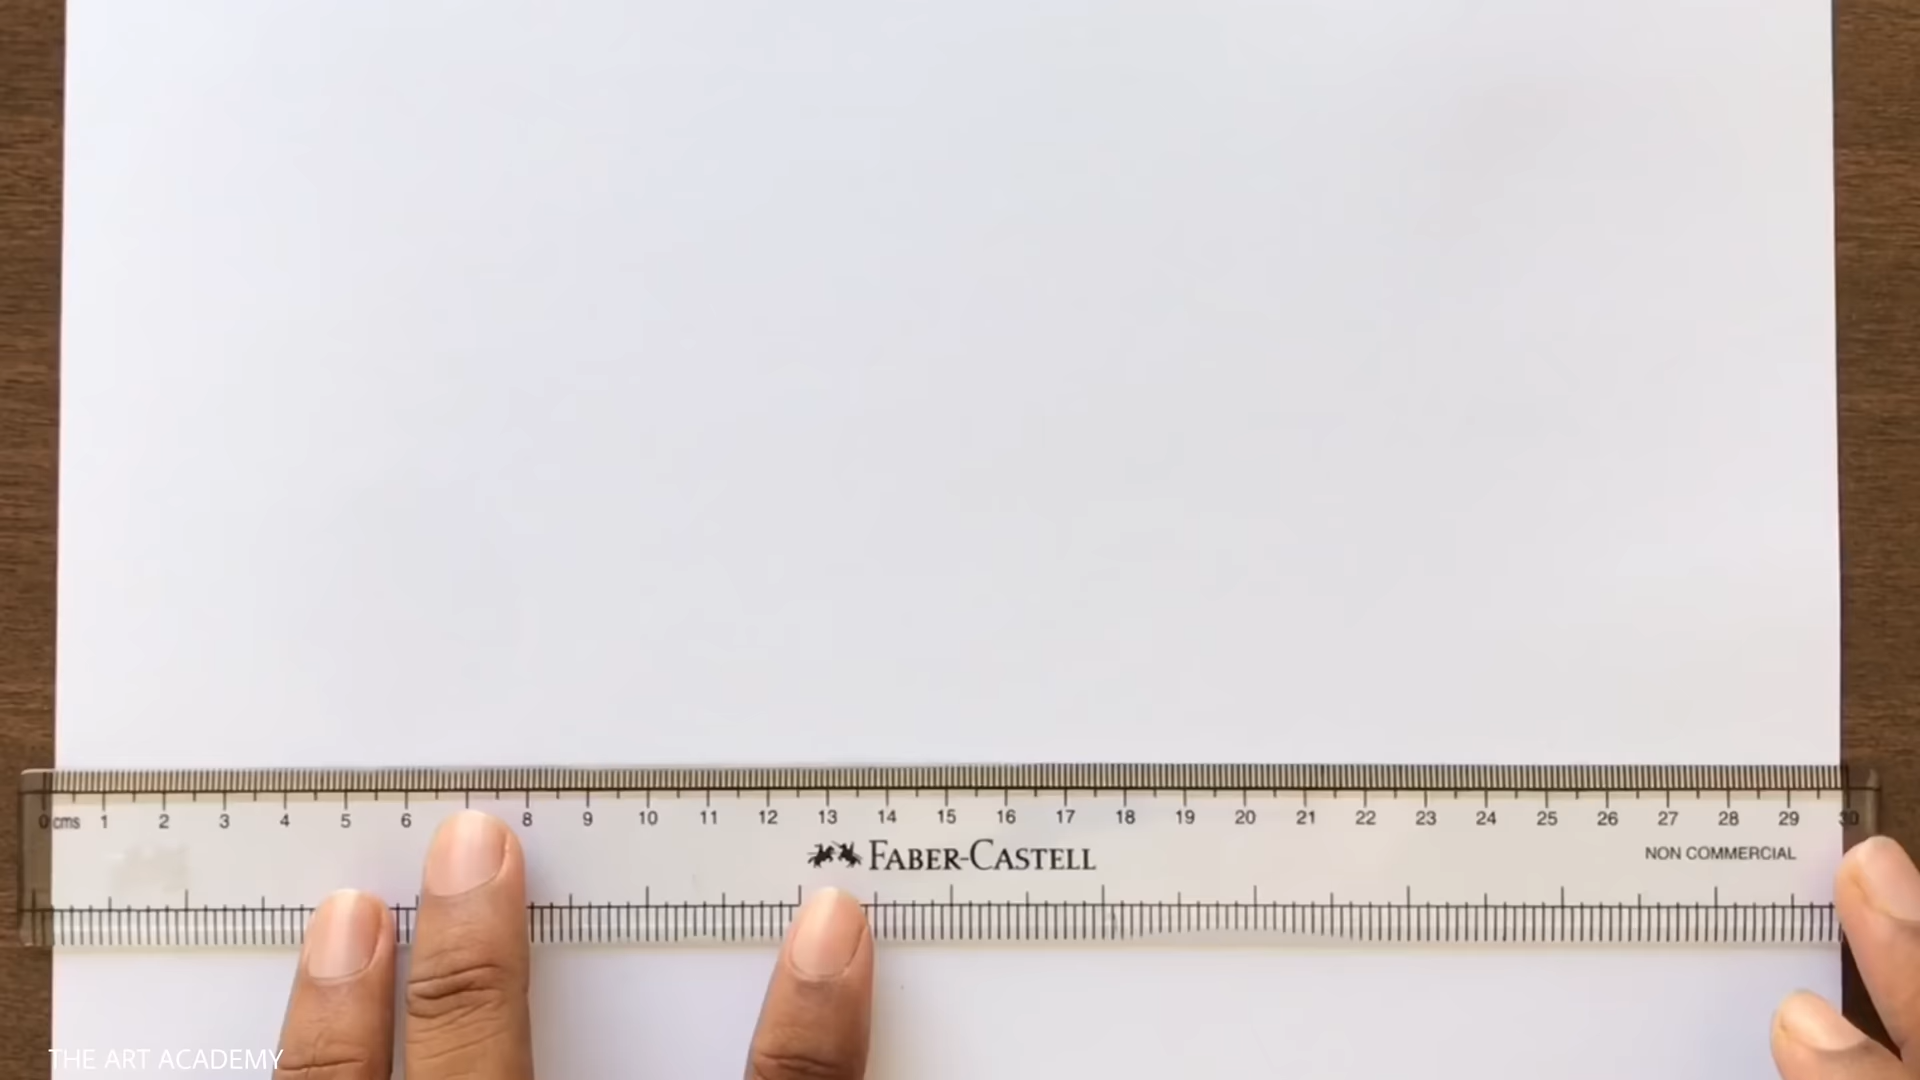 0 cms 1 2 3 4 5 6 8 9 10 11 12 13 14 15 16 17 18 19 20 21 22 23 24 25 26 27 28 29 30
FABER-CASTELL
NON COMMERCIAL
THE ART ACADEMY